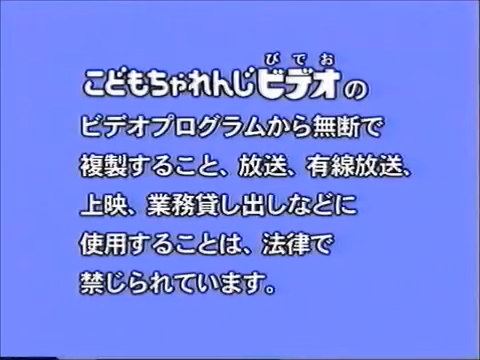 びでお
こどもちゃれんじビデオの
ビデオプログラムから無断で
複製すること、放送、有線放送、
上映、業務貸し出しなどに
使用することは、法律で
禁じられています。